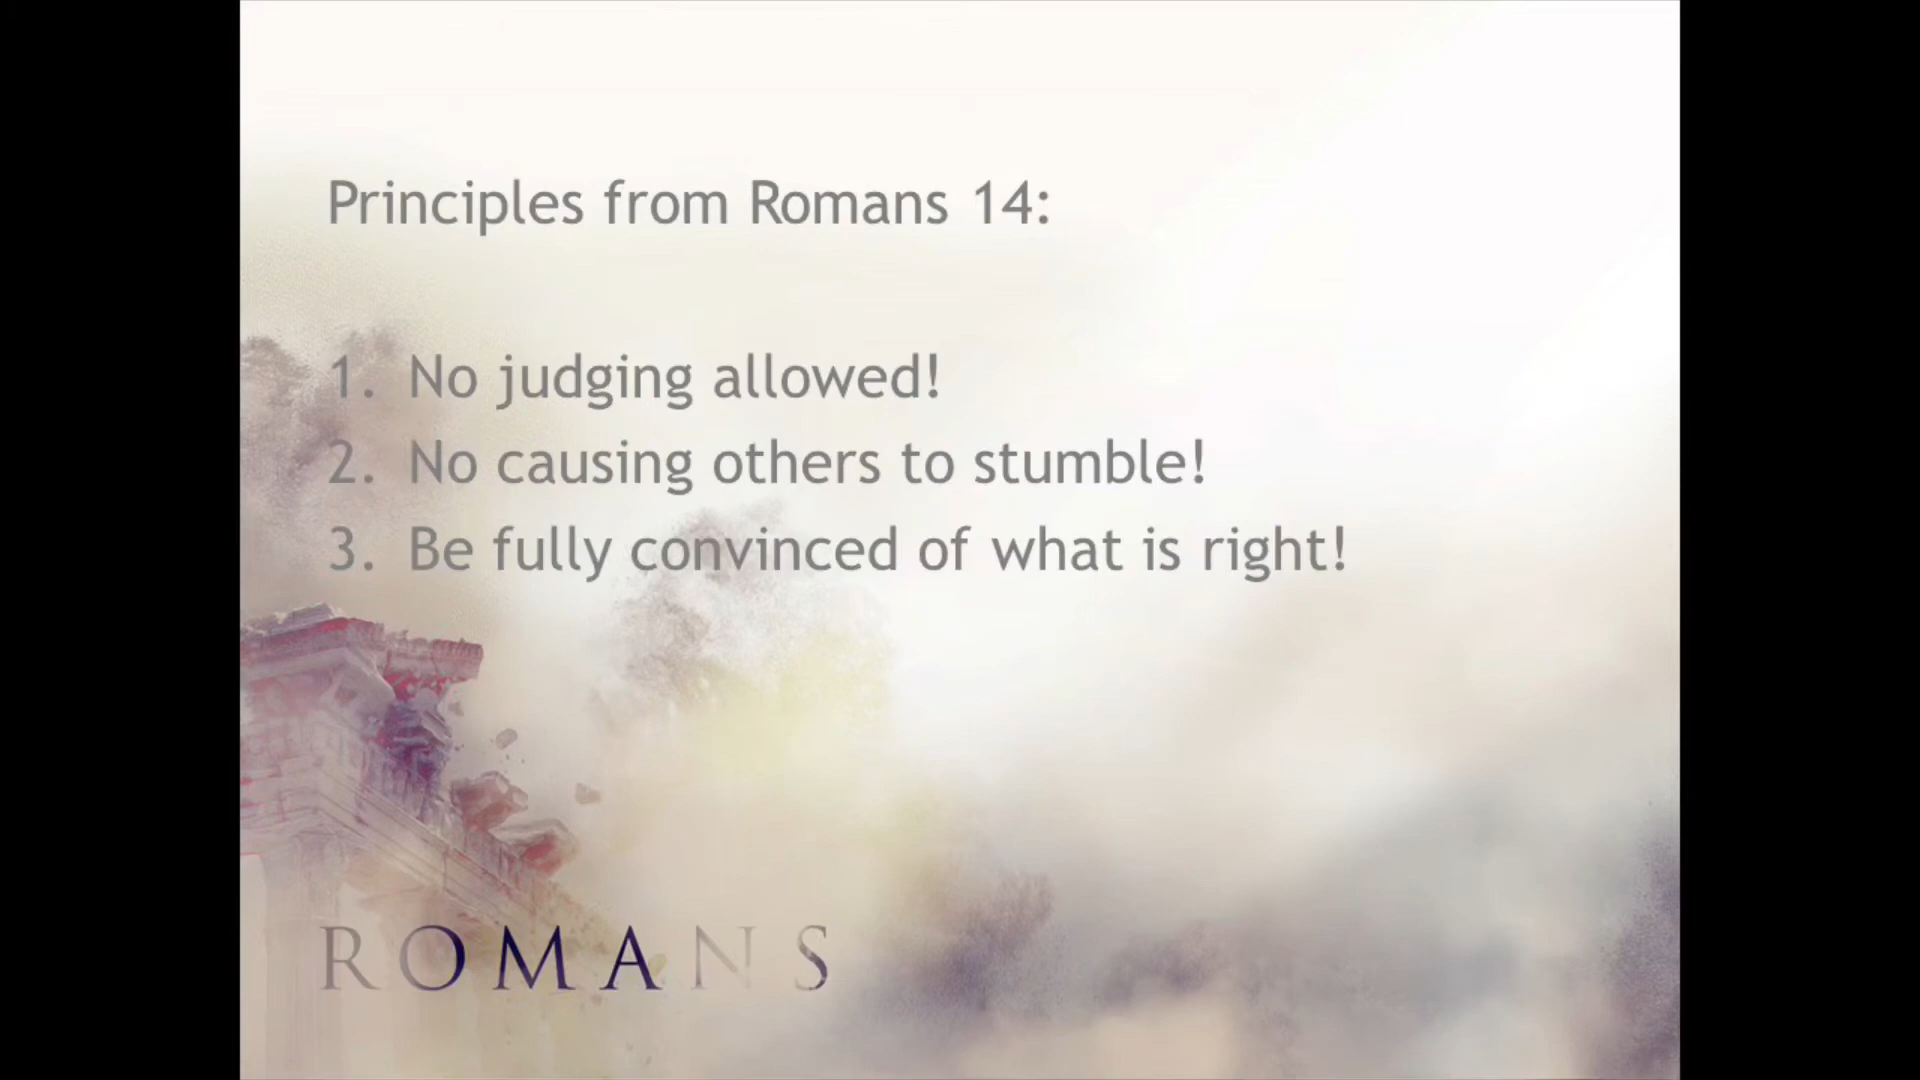 Principles from Romans 14:
1. No judging allowed!
2. No causing others to stumble!
3. Be fully convinced of what is right!
ROMANS